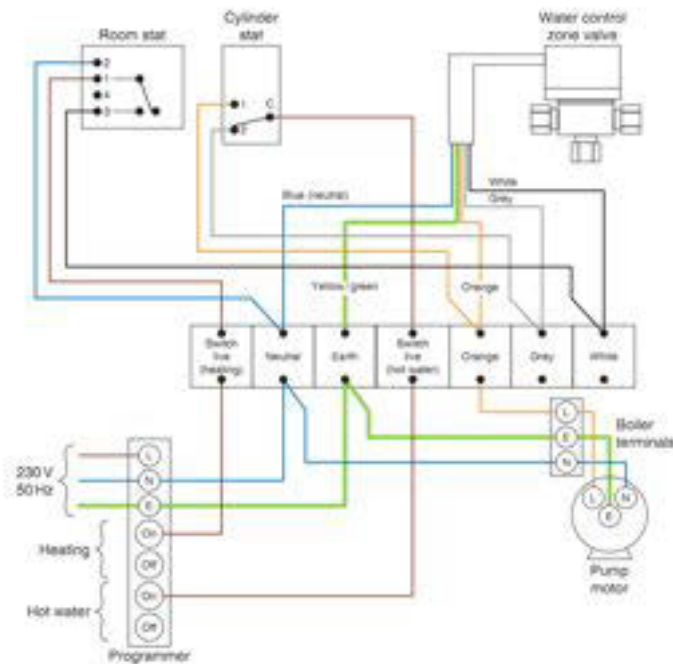 Room stat
Cylinder
stat
Water control
zone valve
2
1
4
3
1
C
2
White
Blue (neutral)
Grey
Yellow/green
Orange
Switch
live
(heating)
Neutral
Earth
Switch
live
(hot water)
Orange
Grey
White
230 V
50 Hz
L
N
E
On
Off
On
Off
Heating
Hot water
Programmer
L
E
N
Boiler
terminals
L
E
N
Pump
motor